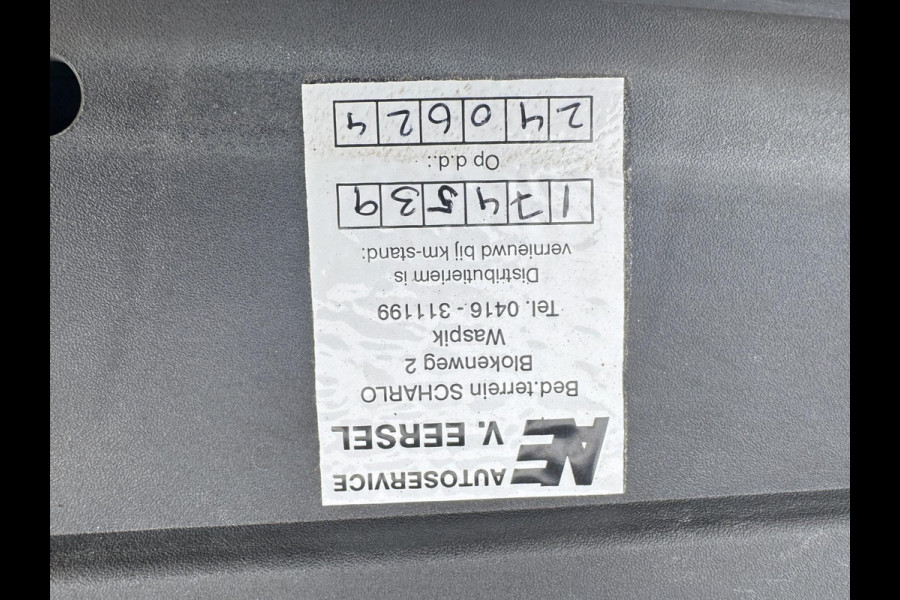 AUTOSERVICE
V. EERSEL
Bed.terrein SCHARLO
Blokenweg 2
Waspik
Tel. 0416 - 311199
Distributieriem is
vernieuwd bij km-stand:
174539
Op d.d.:
240624